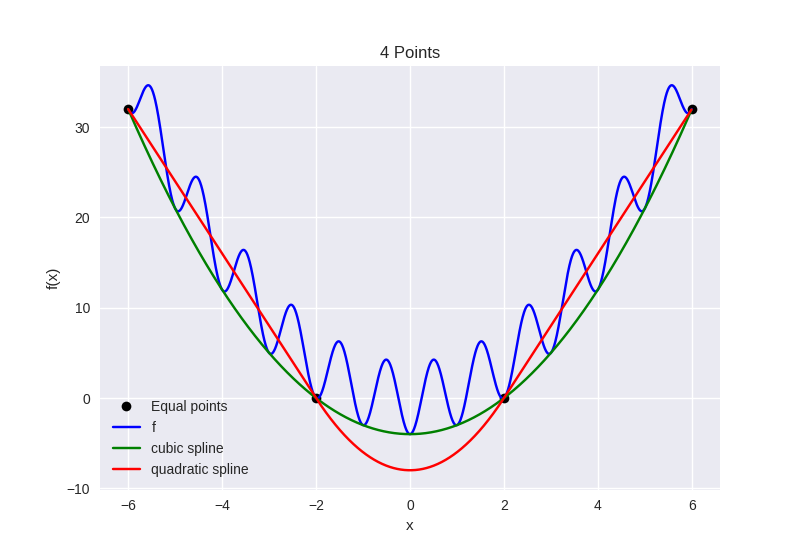 4 Points
f(x)
30
20
10
0
−10
Equal points
f
cubic spline
quadratic spline
−6
−4
−2
0
2
4
6
x